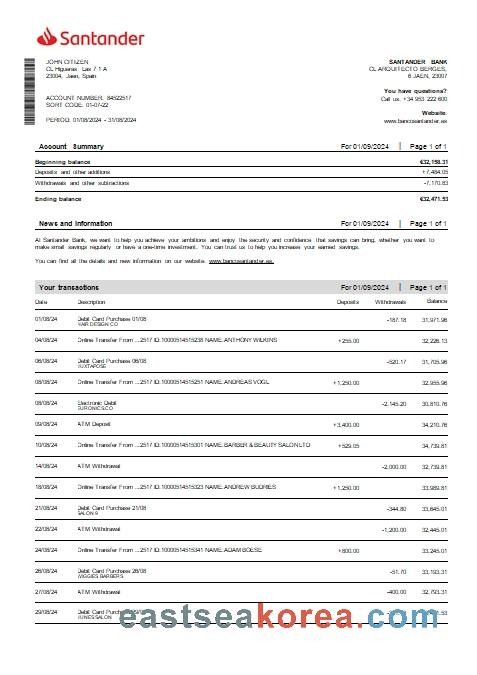 Santander
JOHN CITIZEN
CL Higueras Las 7 1 A
23004, Jaen, Spain
SANTANDER BANK
CL ARQUITECTO BERGES,
6 JAEN, 23007
You have questions?
Call us, +34 953 222 600
ACCOUNT NUMBER. 84522517
SORT CODE: 01-07-22
Website.
www.bancosantander.es
PERIOD: 01/08/2024 - 31/08/2024
Account Summary For 01/09/2024 | Page 1 of 1
Beginning balance €32,158.31
Deposits and other additions +7,484.05
Withdrawals and other subtractions -7,170.83
Ending balance €32,471.53
News and Information For 01/09/2024 | Page 1 of 1
At Santander Bank, we want to help you achieve your ambitions and enjoy the security and confidence that savings can bring, whether you want to
make small savings regularly or have a one-time investment. You can trust us to help you increase your earned savings.
You can find all the details and new information on our website. www.bancosantander.es.
Your transactions For 01/09/2024 | Page 1 of 1
Date Description Deposits Withdrawals Balance
01/08/24 Debit Card Purchase 01/08 -187.18 31,971.96
HAIR DESIGN CO
04/08/24 Online Transfer From ...2517 ID:10000514515238 NAME:ANTHONY WILKINS +255.00 32,226.13
06/08/24 Debit Card Purchase 06/08 -520.17 31,705.96
JUXTAPOSE
08/08/24 Online Transfer From ...2517 ID:10000514515251 NAME:ANDREAS VOGL +1,250.00 32,955.96
08/08/24 Electronic Debit -2,145.20 30,810.76
EURONICS.CO
09/08/24 ATM Deposit +3,400.00 34,210.76
10/08/24 Online Transfer From ...2517 ID:10000514515301 NAME:BARBER & BEAUTY SALON LTD +529.05 34,739.81
14/08/24 ATM Withdrawal -2,000.00 32,739.81
18/08/24 Online Transfer From ...2517 ID:10000514515323 NAME:ANDREW BUDRIES +1,250.00 33,989.81
21/08/24 Debit Card Purchase 21/08 -344.80 33,645.01
SALON 9
22/08/24 ATM Withdrawal -1,200.00 32,445.01
24/08/24 Online Transfer From ...2517 ID:10000514515341 NAME:ADAM BOESE +800.00 33,245.01
26/08/24 Debit Card Purchase 26/08 -51.70 33,193.31
WIGGIES BARBERS
27/08/24 ATM Withdrawal -400.00 32,793.31
29/08/24 Debit Card
JUNES SALON
eastseakorea.com